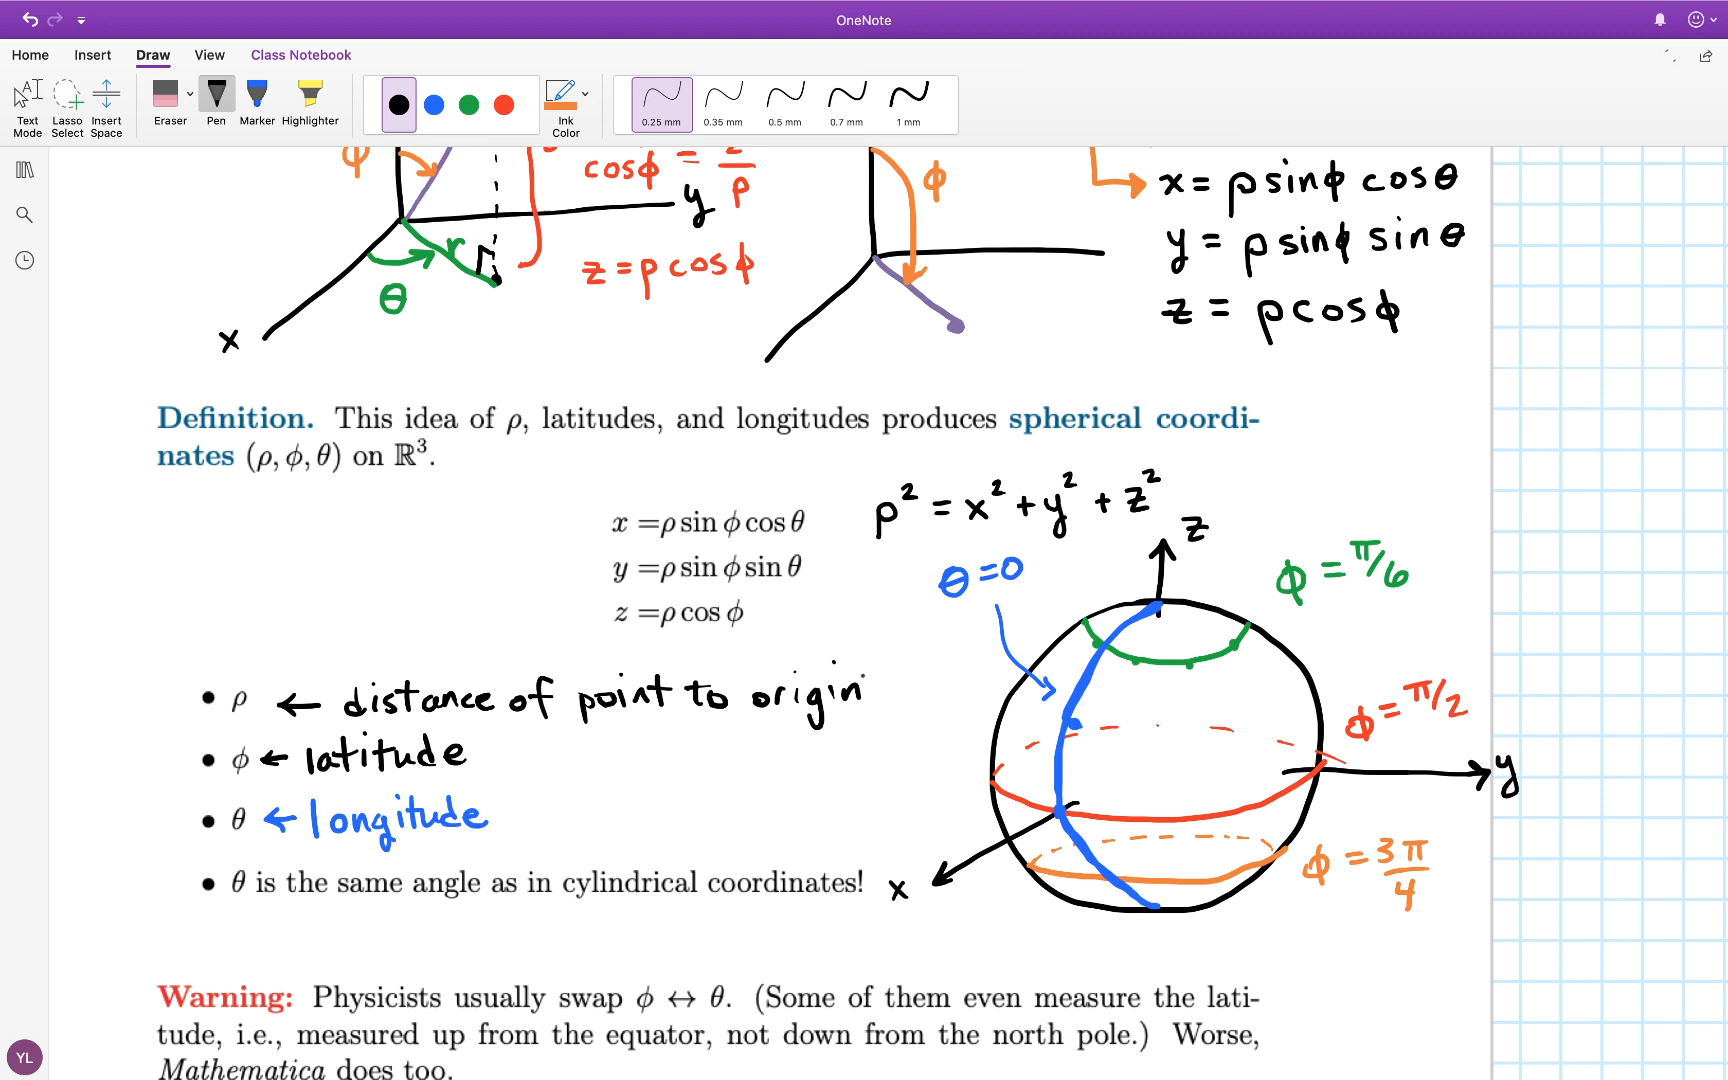 OneNote
Home Insert Draw View Class Notebook
Text Mode
Lasso Select
Insert Space
Eraser
Pen
Marker
Highlighter
Ink Color
0.25 mm
0.35 mm
0.5 mm
0.7 mm
1 mm
ϕ
cosϕ = z/ρ
y
r
θ
x
z = ρ cosϕ
ϕ
x = ρ sinϕ cosθ
y = ρ sinϕ sinθ
z = ρ cosϕ
Definition. This idea of ρ, latitudes, and longitudes produces spherical coordi-
nates (ρ, ϕ, θ) on ℝ³.
x = ρ sin ϕ cos θ
y = ρ sin ϕ sin θ
z = ρ cos ϕ
ρ² = x² + y² + z²
z
θ = 0
ϕ = π/6
ϕ = π/2
y
ϕ = 3π/4
x
• ρ ← distance of point to origin
• ϕ ← latitude
• θ ← longitude
• θ is the same angle as in cylindrical coordinates!
Warning: Physicists usually swap ϕ ↔ θ. (Some of them even measure the lati-
tude, i.e., measured up from the equator, not down from the north pole.) Worse,
Mathematica does too.
YL